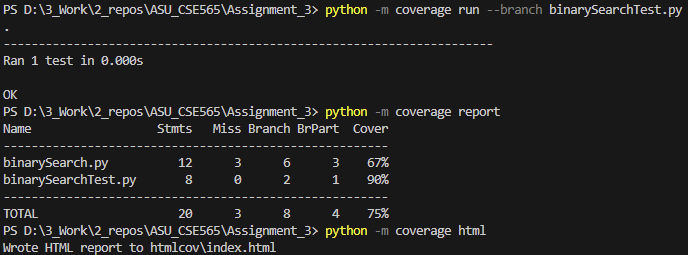 PS D:\3_Work\2_repos\ASU_CSE565\Assignment_3> python -m coverage run --branch binarySearchTest.py
.
----------------------------------------------------------------------
Ran 1 test in 0.000s

OK
PS D:\3_Work\2_repos\ASU_CSE565\Assignment_3> python -m coverage report
Name                  Stmts   Miss Branch BrPart  Cover
-------------------------------------------------------
binarySearch.py          12      3      6      3    67%
binarySearchTest.py       8      0      2      1    90%
-------------------------------------------------------
TOTAL                    20      3      8      4    75%
PS D:\3_Work\2_repos\ASU_CSE565\Assignment_3> python -m coverage html
Wrote HTML report to htmlcov\index.html